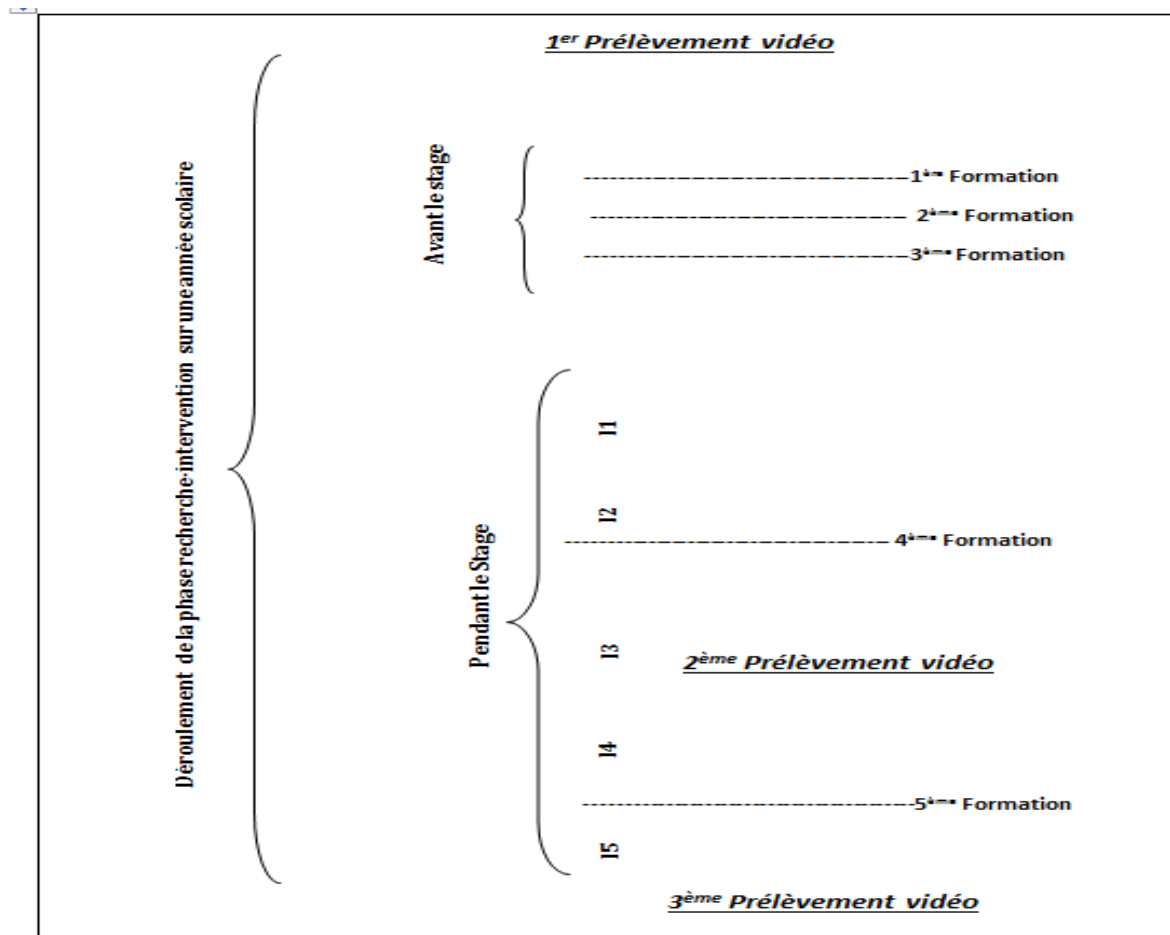 1er Prélèvement vidéo
Déroulement de la phase recherche-intervention sur une année scolaire
Avant le stage
1ème Formation
2ème Formation
3ème Formation
Pendant le Stage
I1
I2
4ème Formation
I3
2ème Prélèvement vidéo
I4
5ème Formation
I5
3ème Prélèvement vidéo